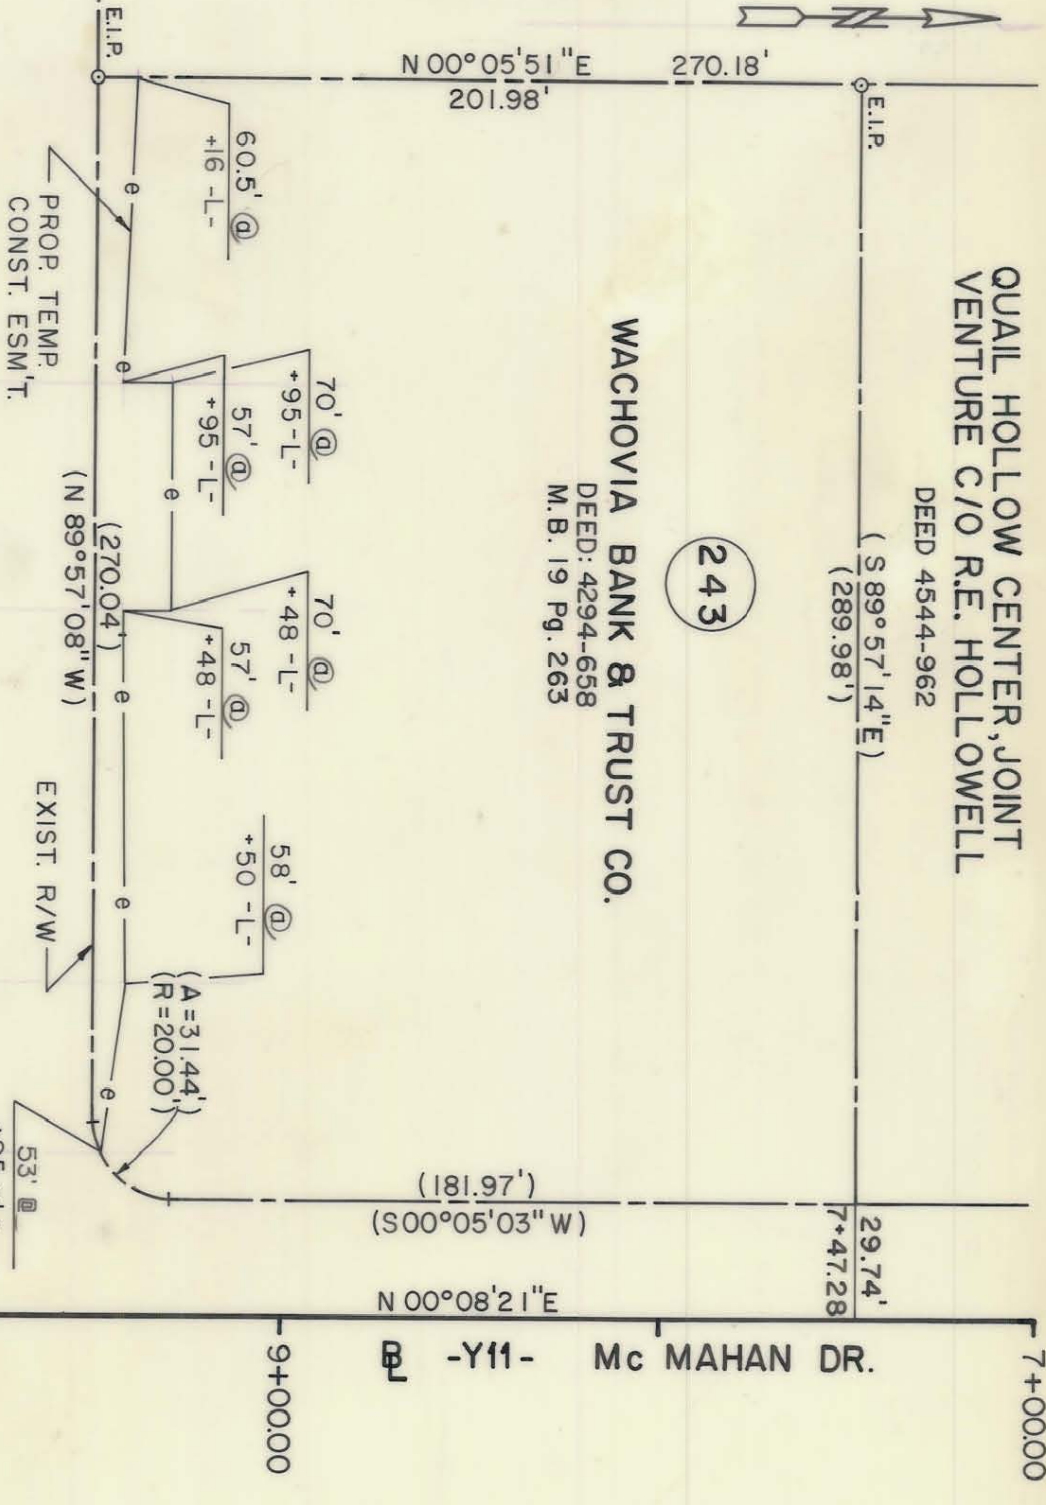 QUAIL HOLLOW CENTER, JOINT
VENTURE C/O R.E. HOLLOWELL
DEED 4544-962
E.I.P.
(S 89°57'14"E)
(289.98')
29.74'
7+47.28
7+00.00
243
WACHOVIA BANK & TRUST CO.
DEED: 4294-658
M.B. 19 Pg. 263
N 00°05'51"E 270.18'
201.98'
E.I.P.
60.5' @
+16 -L-
70' @
+95 -L-
57' @
+95 -L-
70' @
+48 -L-
57' @
+48 -L-
58' @
+50 -L-
e
e
e
e
e
e
(A=31.44')
(R=20.00')
(270.04')
(N 89°57'08"W)
PROP. TEMP.
CONST. ESM'T.
EXIST. R/W
53' @
(181.97')
(S00°05'03"W)
N 00°08'21"E
BL -Y11- Mc MAHAN DR.
9+00.00